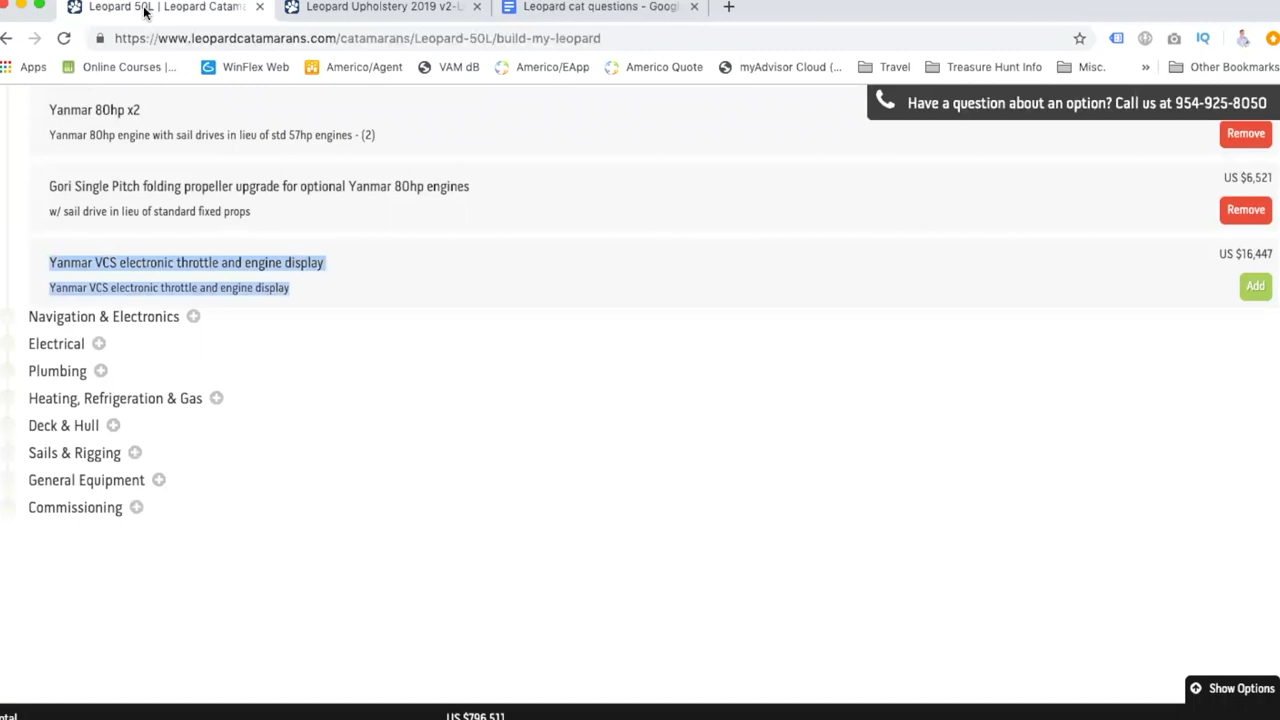 Leopard 50L | Leopard Catam
Leopard Upholstery 2019 v2-L
Leopard cat questions - Googl
https://www.leopardcatamarans.com/catamarans/Leopard-50L/build-my-leopard
IQ
Apps
Online Courses |...
WinFlex Web
Americo/Agent
VAM dB
Americo/EApp
Americo Quote
myAdvisor Cloud (...
Travel
Treasure Hunt Info
Misc.
»
Other Bookmarks
Have a question about an option? Call us at 954-925-8050
Yanmar 80hp x2
Yanmar 80hp engine with sail drives in lieu of std 57hp engines - (2)
Remove
Gori Single Pitch folding propeller upgrade for optional Yanmar 80hp engines
US $6,521
w/ sail drive in lieu of standard fixed props
Remove
Yanmar VCS electronic throttle and engine display
US $16,447
Yanmar VCS electronic throttle and engine display
Add
Navigation & Electronics
Electrical
Plumbing
Heating, Refrigeration & Gas
Deck & Hull
Sails & Rigging
General Equipment
Commissioning
Show Options
US $796,511